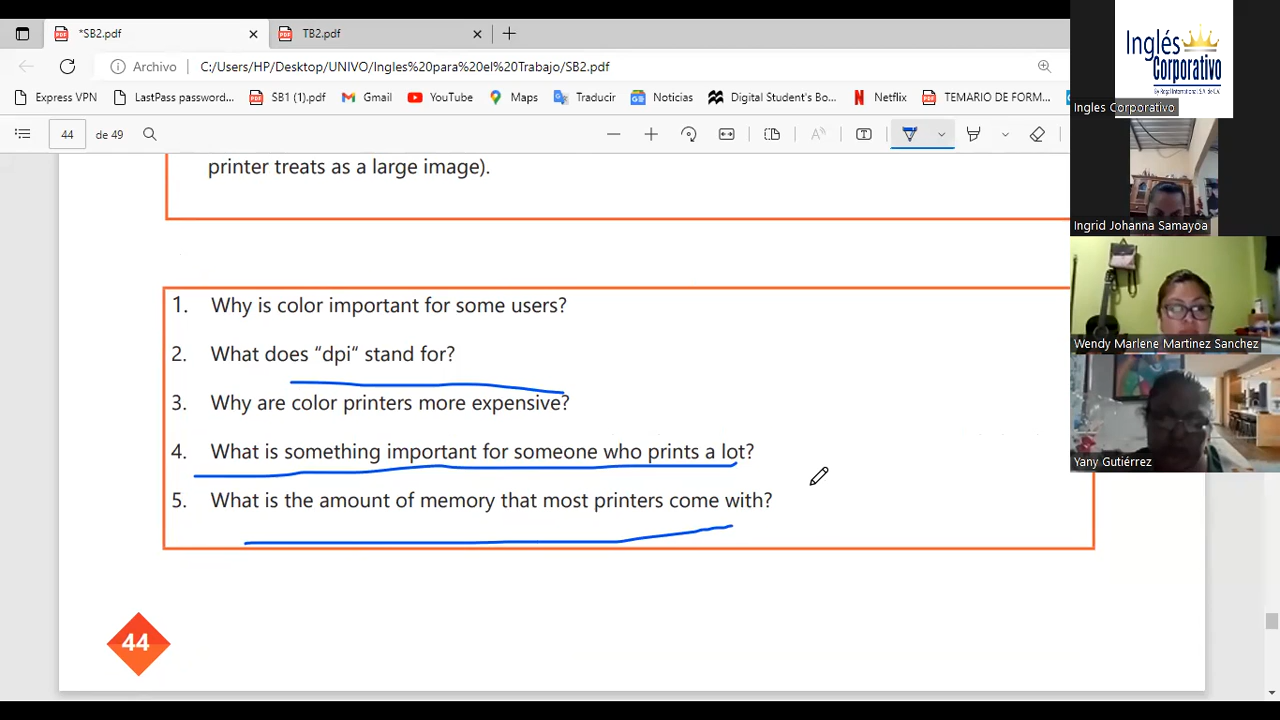 *SB2.pdf
TB2.pdf
Archivo
C:/Users/HP/Desktop/UNIVO/Ingles%20para%20el%20Trabajo/SB2.pdf
Express VPN
LastPass password...
SB1 (1).pdf
Gmail
YouTube
Maps
Traducir
Noticias
Digital Student's Bo...
Netflix
TEMARIO DE FORM...
44
de 49
printer treats as a large image).
1. Why is color important for some users?
2. What does “dpi“ stand for?
3. Why are color printers more expensive?
4. What is something important for someone who prints a lot?
5. What is the amount of memory that most printers come with?
44
Inglés
Corporativo
Ingles Corporativo
Ingrid Johanna Samayoa
Wendy Marlene Martinez Sanchez
Yany Gutiérrez